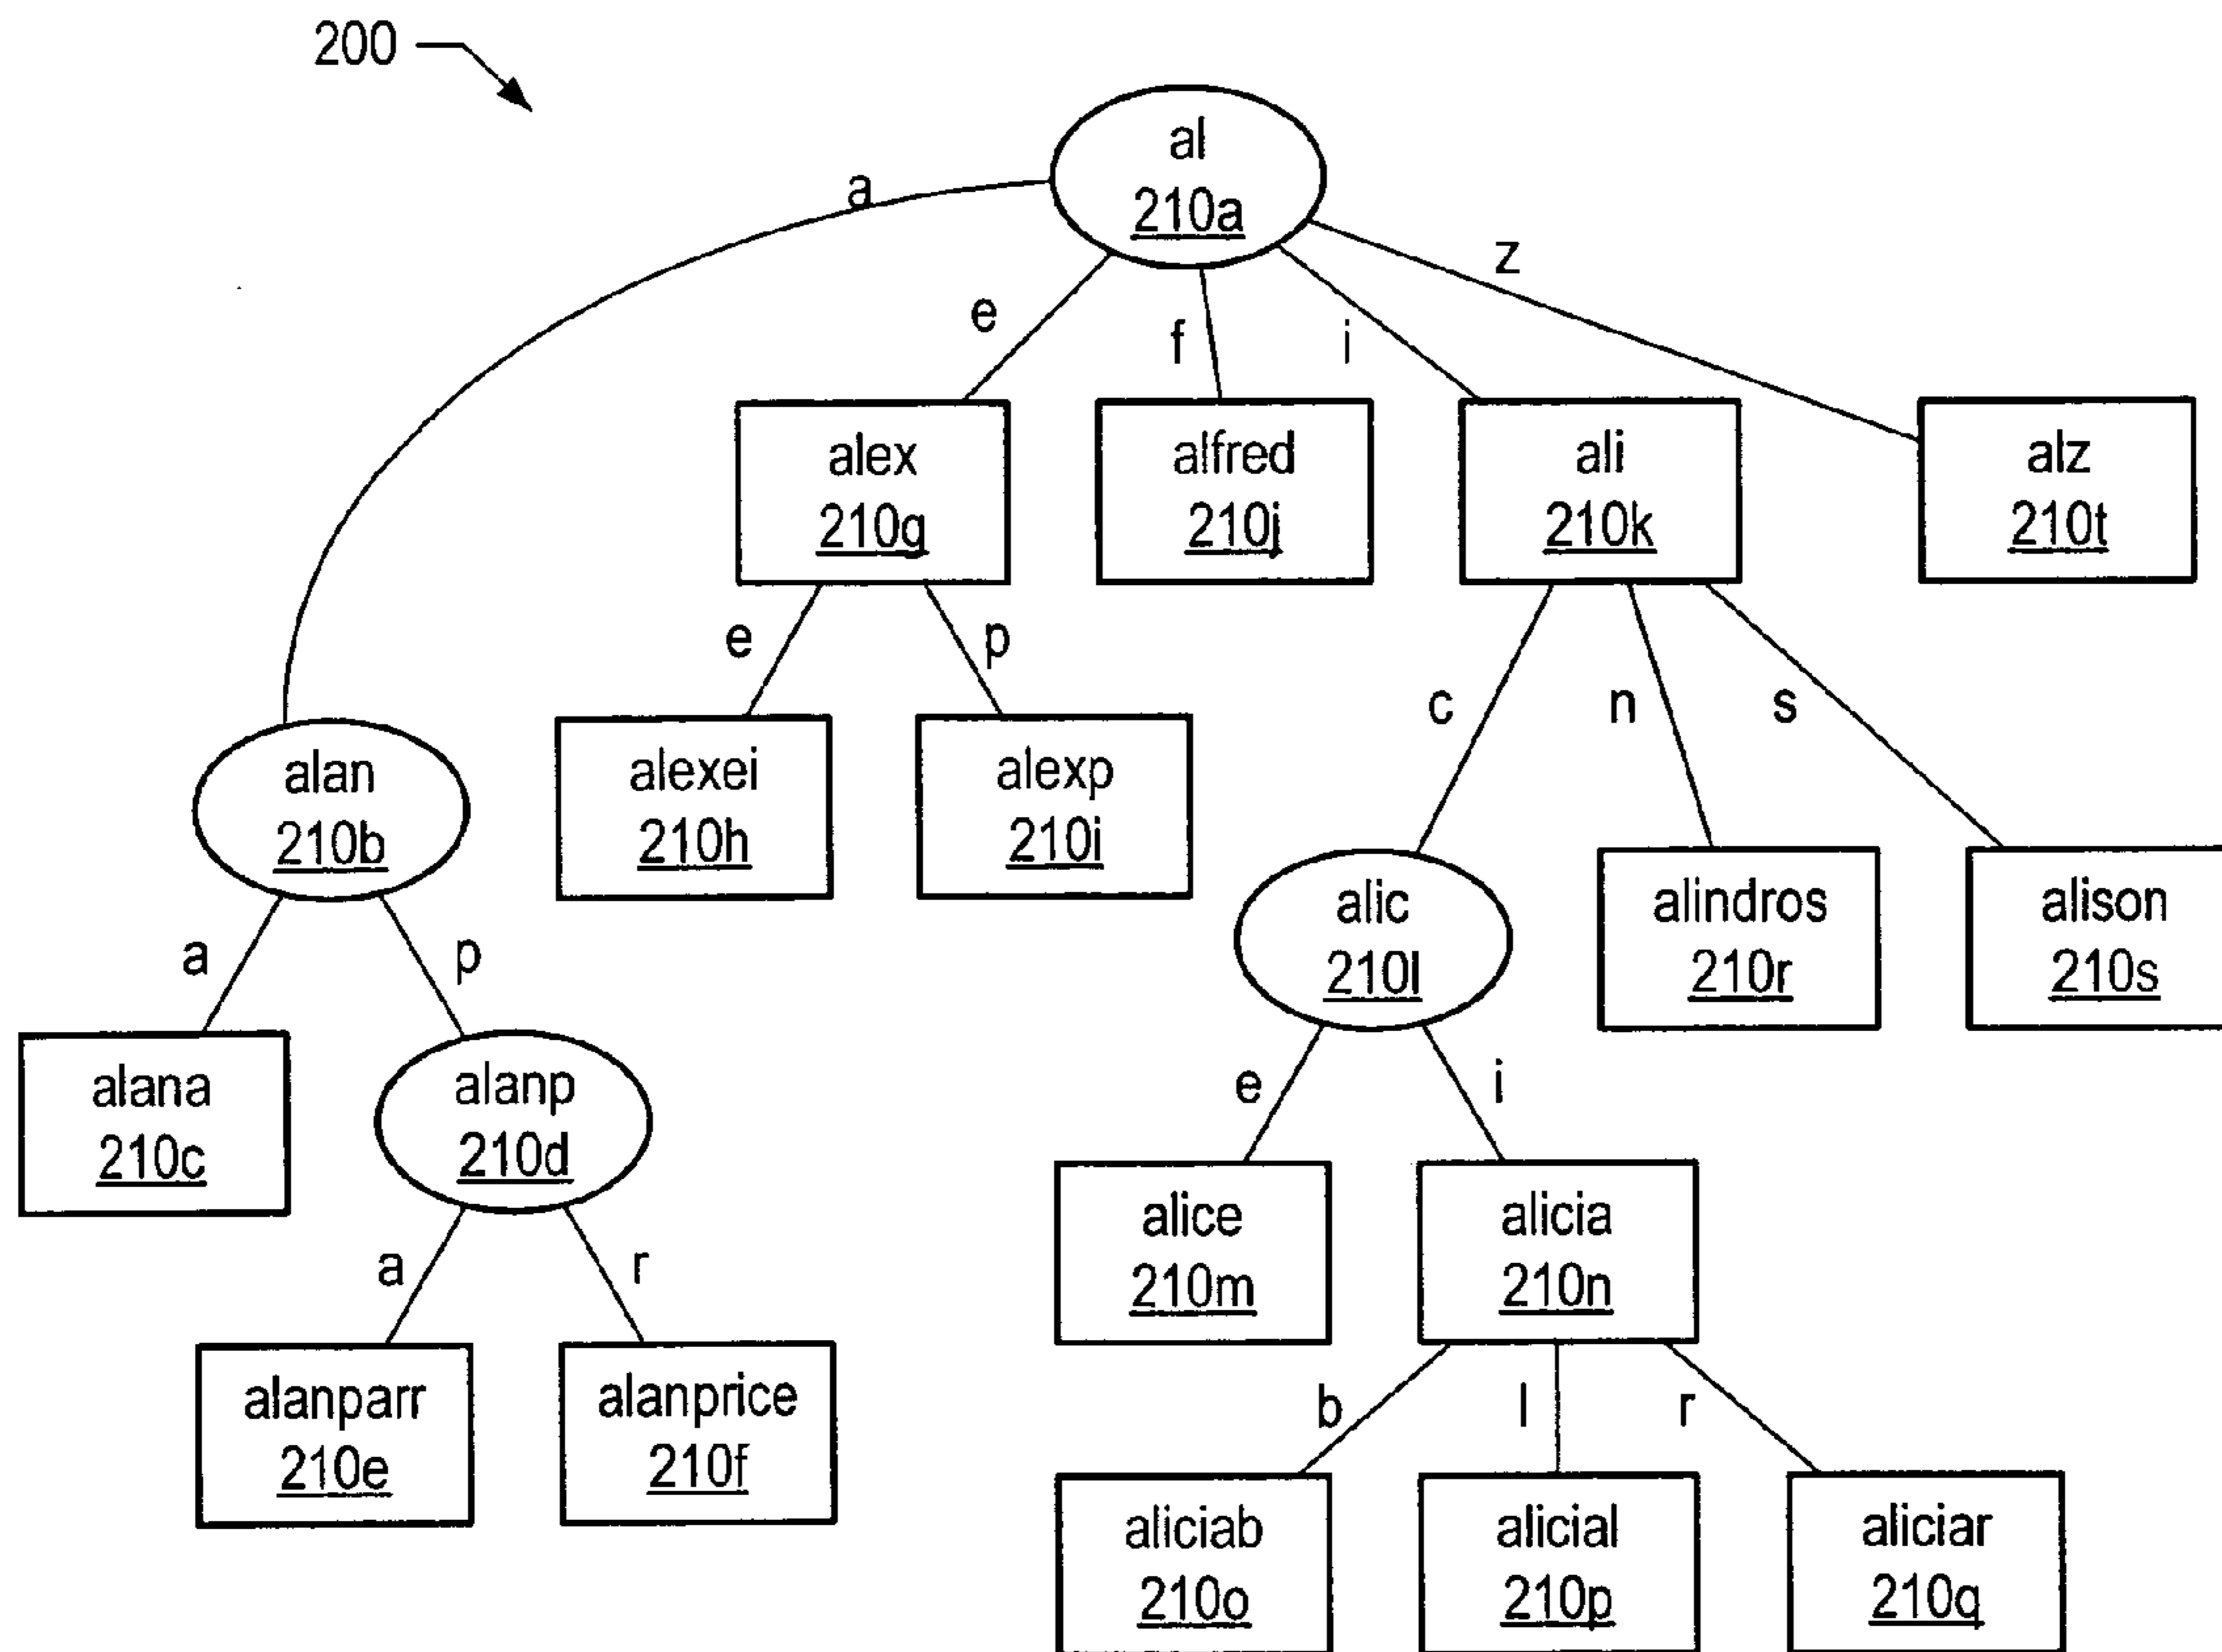 200
al
210a
a
e
f
i
z
alex
210g
alfred
210j
ali
210k
alz
210t
e
p
c
n
s
alan
210b
alexei
210h
alexp
210i
alic
210l
alindros
210r
alison
210s
a
p
e
i
alana
210c
alanp
210d
alice
210m
alicia
210n
a
r
b
l
r
alanparr
210e
alanprice
210f
aliciab
210o
alicial
210p
aliciar
210q